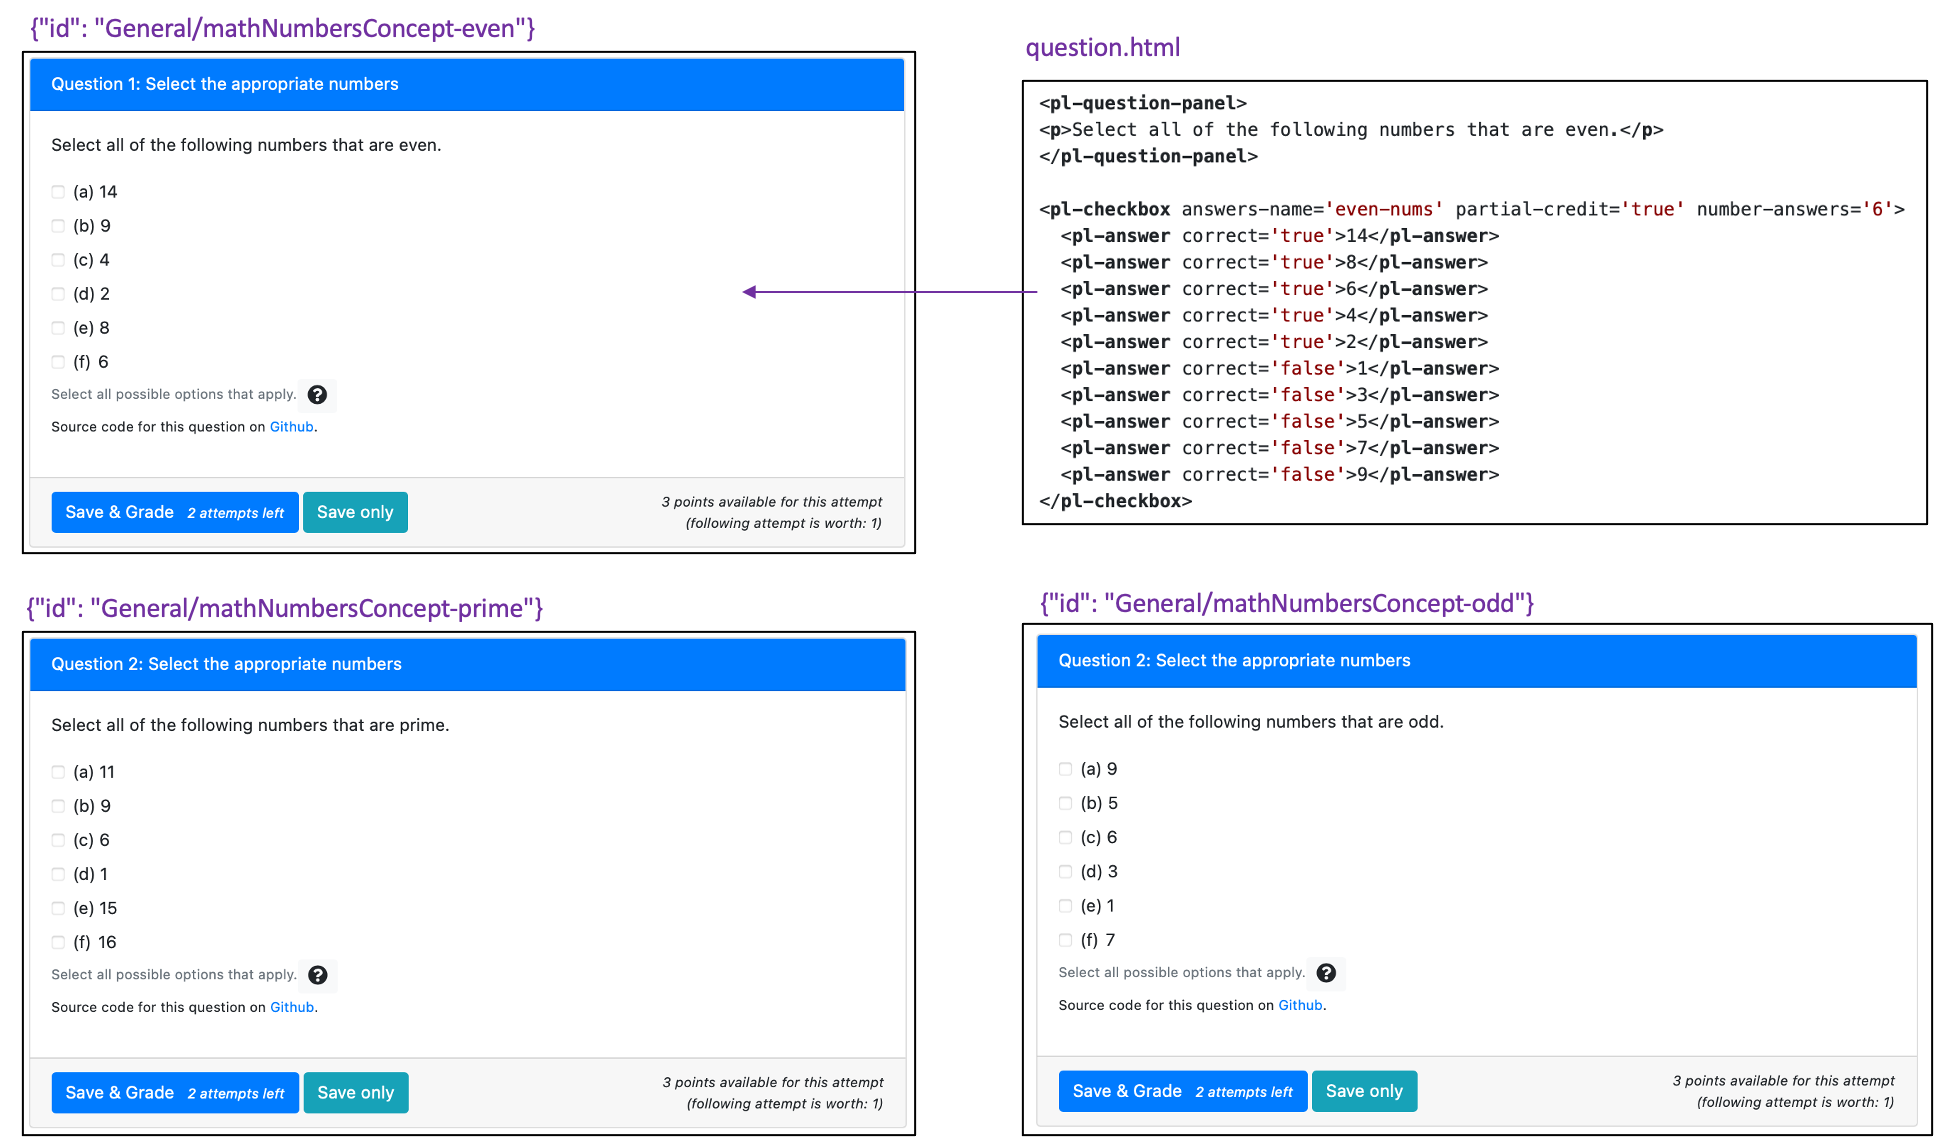 {"id": "General/mathNumbersConcept-even"}
Question 1: Select the appropriate numbers
Select all of the following numbers that are even.
(a) 14
(b) 9
(c) 4
(d) 2
(e) 8
(f) 6
Select all possible options that apply. ?
Source code for this question on Github.
Save & Grade 2 attempts left
Save only
3 points available for this attempt
(following attempt is worth: 1)
question.html
<pl-question-panel>
<p>Select all of the following numbers that are even.</p>
</pl-question-panel>
<pl-checkbox answers-name='even-nums' partial-credit='true' number-answers='6'>
<pl-answer correct='true'>14</pl-answer>
<pl-answer correct='true'>8</pl-answer>
<pl-answer correct='true'>6</pl-answer>
<pl-answer correct='true'>4</pl-answer>
<pl-answer correct='true'>2</pl-answer>
<pl-answer correct='false'>1</pl-answer>
<pl-answer correct='false'>3</pl-answer>
<pl-answer correct='false'>5</pl-answer>
<pl-answer correct='false'>7</pl-answer>
<pl-answer correct='false'>9</pl-answer>
</pl-checkbox>
{"id": "General/mathNumbersConcept-prime"}
Question 2: Select the appropriate numbers
Select all of the following numbers that are prime.
(a) 11
(b) 9
(c) 6
(d) 1
(e) 15
(f) 16
Select all possible options that apply. ?
Source code for this question on Github.
Save & Grade 2 attempts left
Save only
3 points available for this attempt
(following attempt is worth: 1)
{"id": "General/mathNumbersConcept-odd"}
Question 2: Select the appropriate numbers
Select all of the following numbers that are odd.
(a) 9
(b) 5
(c) 6
(d) 3
(e) 1
(f) 7
Select all possible options that apply. ?
Source code for this question on Github.
Save & Grade 2 attempts left
Save only
3 points available for this attempt
(following attempt is worth: 1)